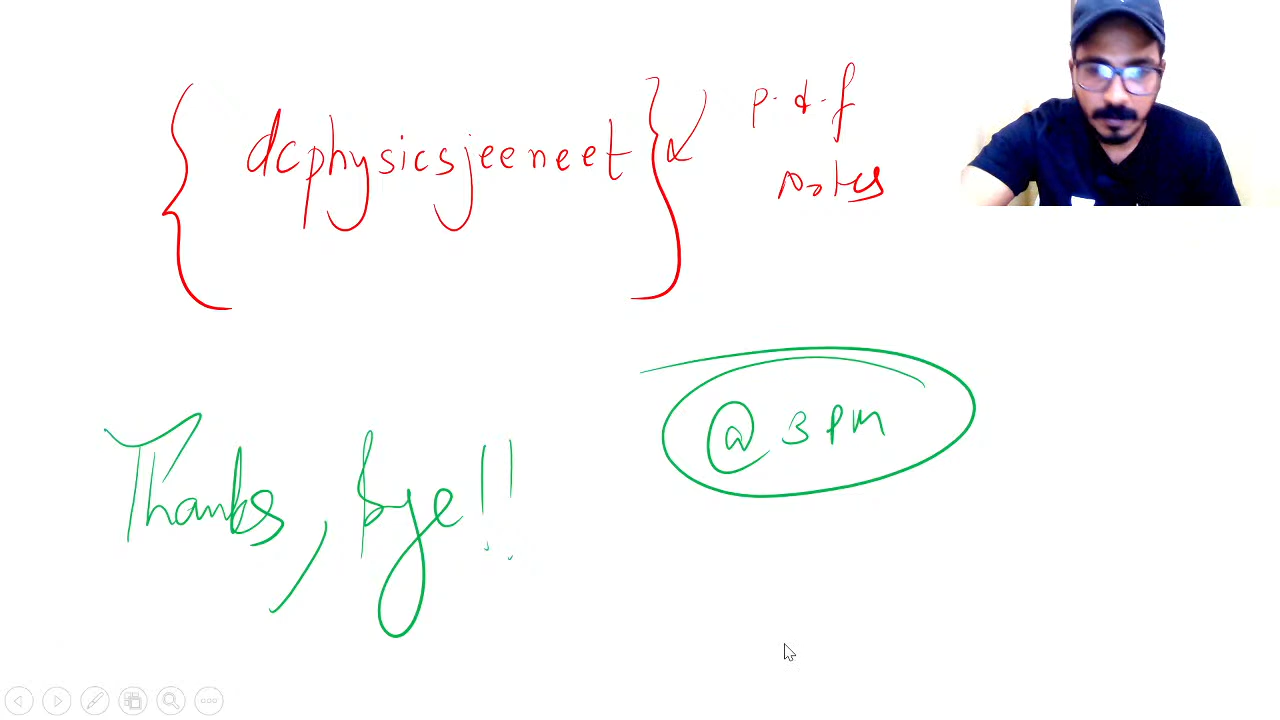 { dcphysicsjeeneet }
p.d.f
notes
@ 3 PM
Thanks, bye!!